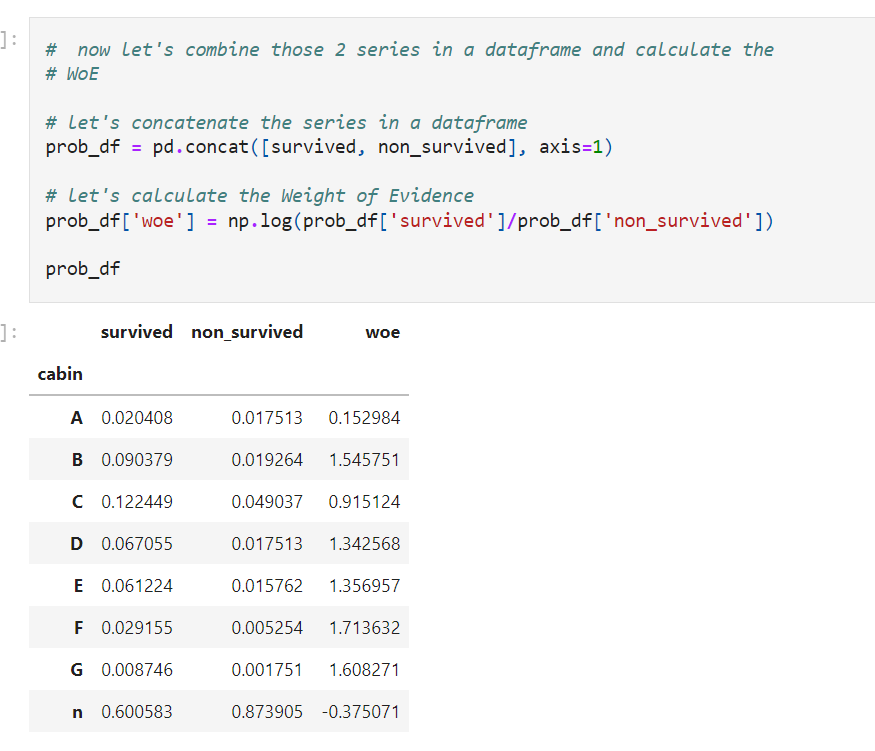 ]:
#  now let's combine those 2 series in a dataframe and calculate the
# WoE
# let's concatenate the series in a dataframe
prob_df = pd.concat([survived, non_survived], axis=1)
# let's calculate the Weight of Evidence
prob_df['woe'] = np.log(prob_df['survived']/prob_df['non_survived'])
prob_df
]:
survived non_survived woe
cabin
A 0.020408 0.017513 0.152984
B 0.090379 0.019264 1.545751
C 0.122449 0.049037 0.915124
D 0.067055 0.017513 1.342568
E 0.061224 0.015762 1.356957
F 0.029155 0.005254 1.713632
G 0.008746 0.001751 1.608271
n 0.600583 0.873905 -0.375071